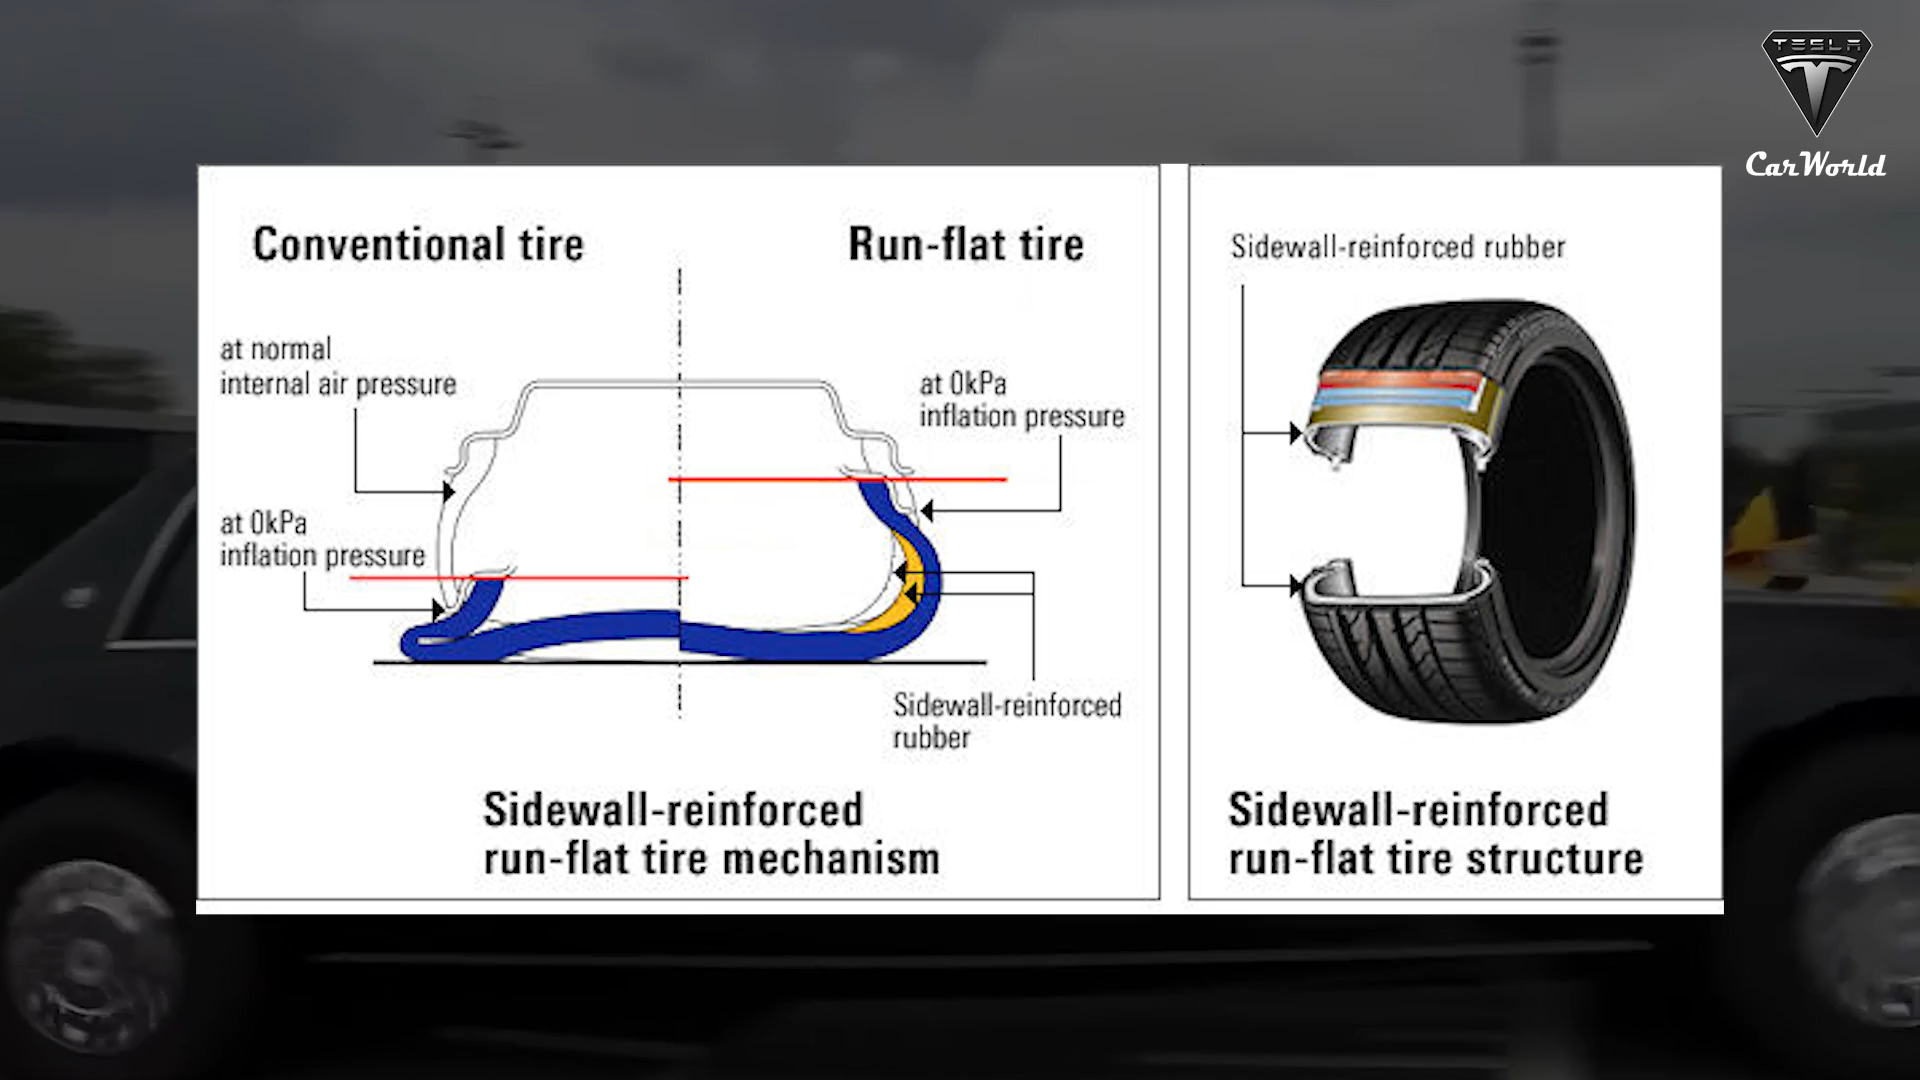 TESLA
CarWorld
Conventional tire
Run-flat tire
at normal
internal air pressure
at 0kPa
inflation pressure
at 0kPa
inflation pressure
Sidewall-reinforced
rubber
Sidewall-reinforced
run-flat tire mechanism
Sidewall-reinforced rubber
Sidewall-reinforced
run-flat tire structure